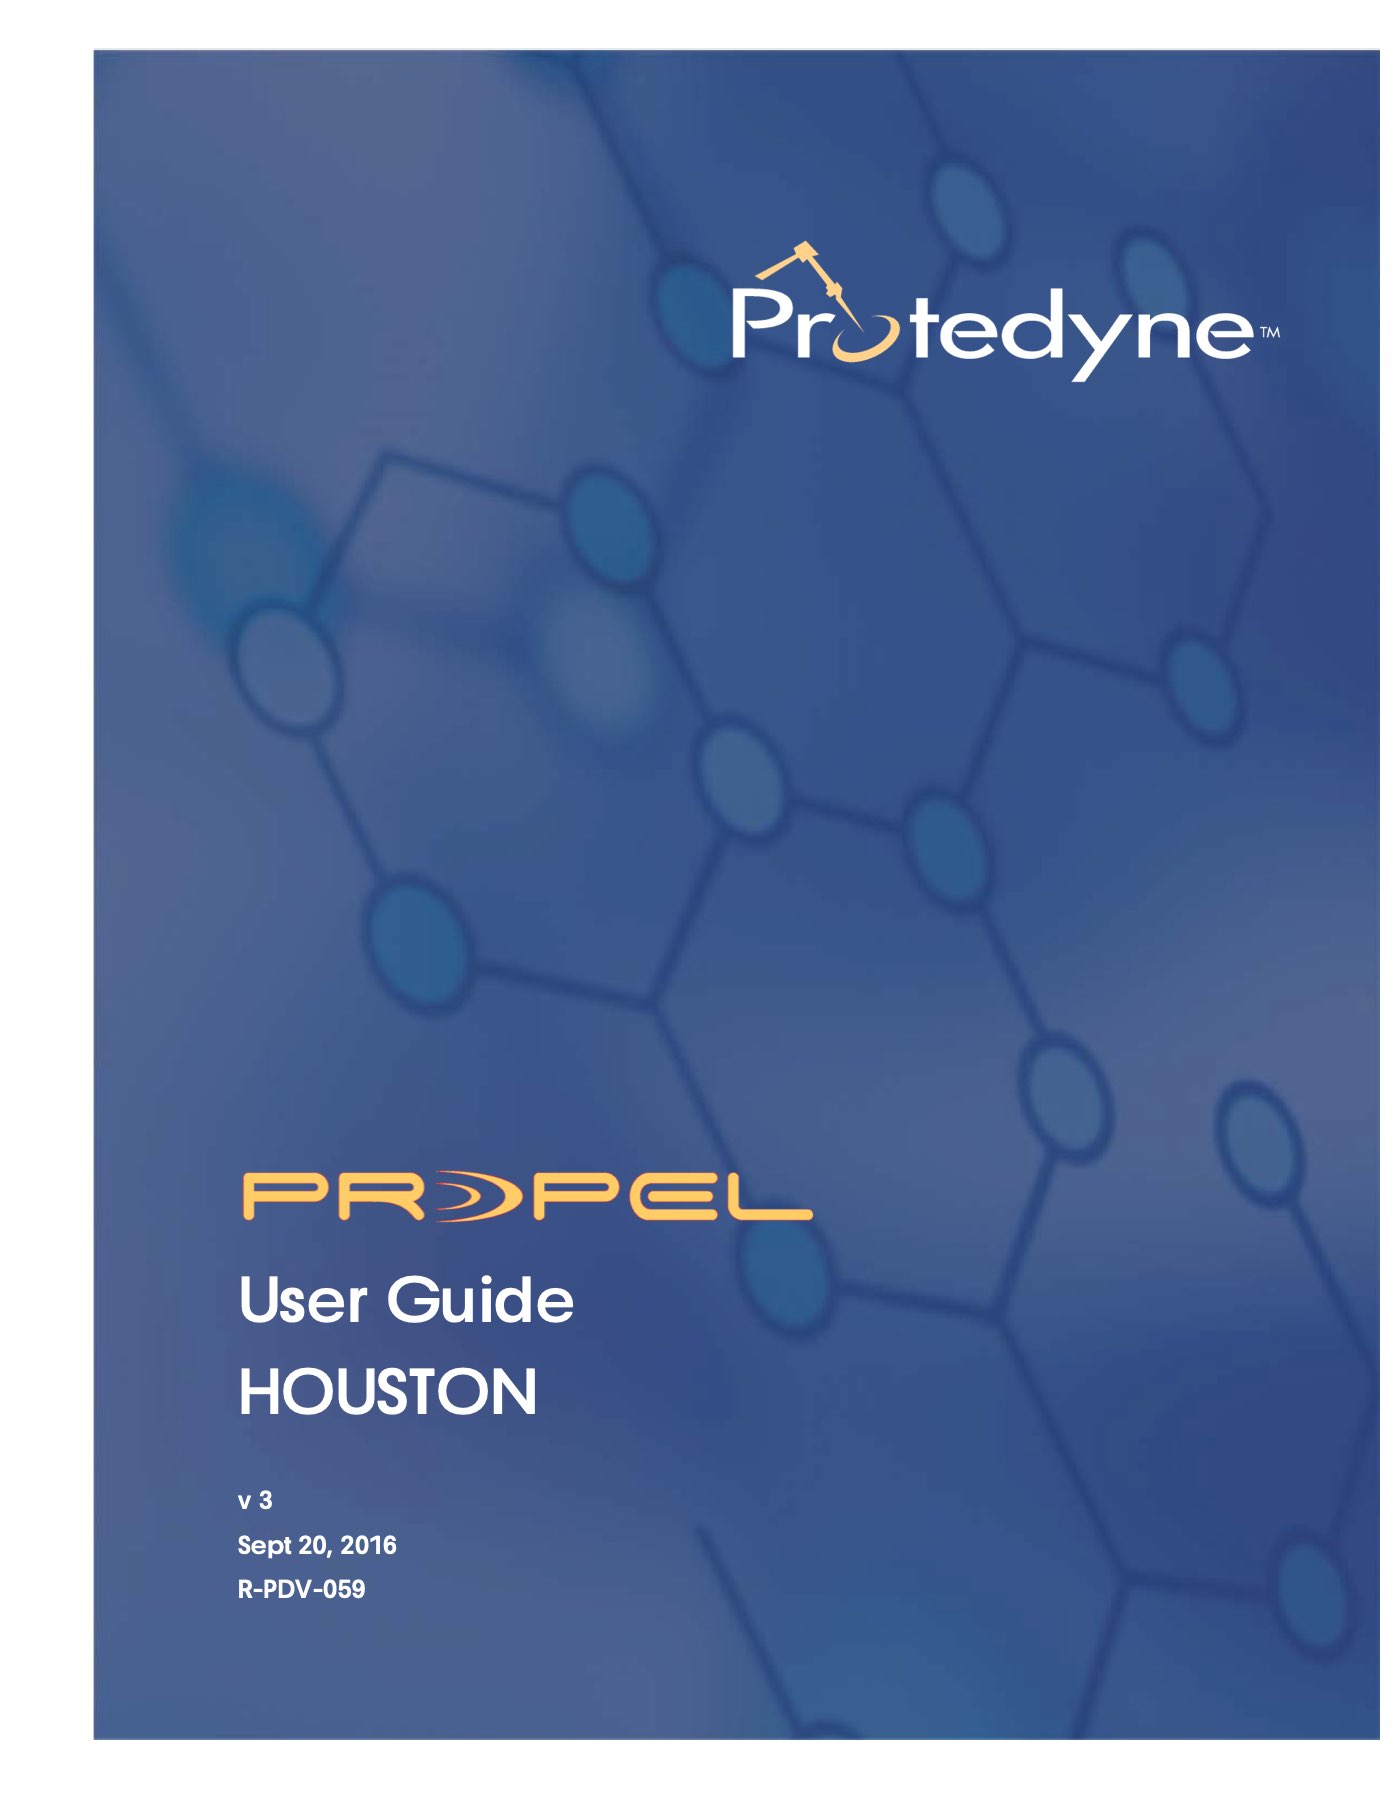 Protedyne™
PROPEL
User Guide
HOUSTON
v 3
Sept 20, 2016
R-PDV-059